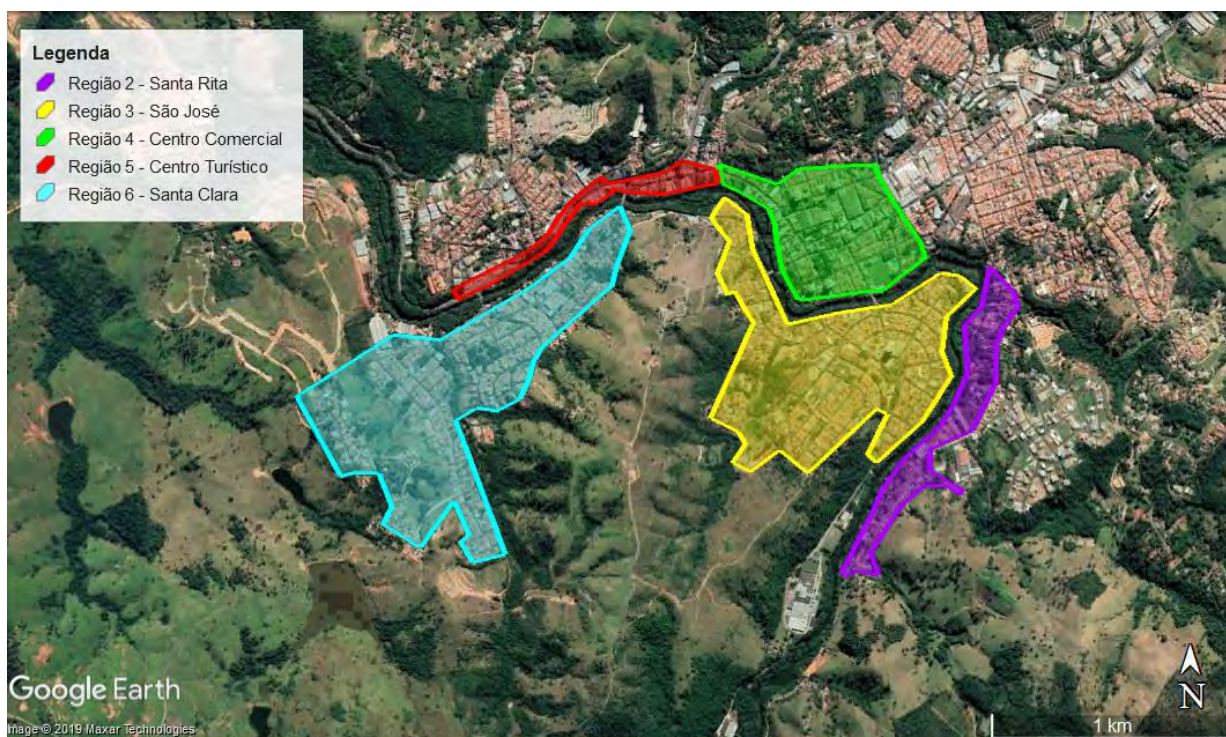 Legenda
Região 2 - Santa Rita
Região 3 - São José
Região 4 - Centro Comercial
Região 5 - Centro Turístico
Região 6 - Santa Clara
Google Earth
Image © 2019 Maxar Technologies
1 km
N